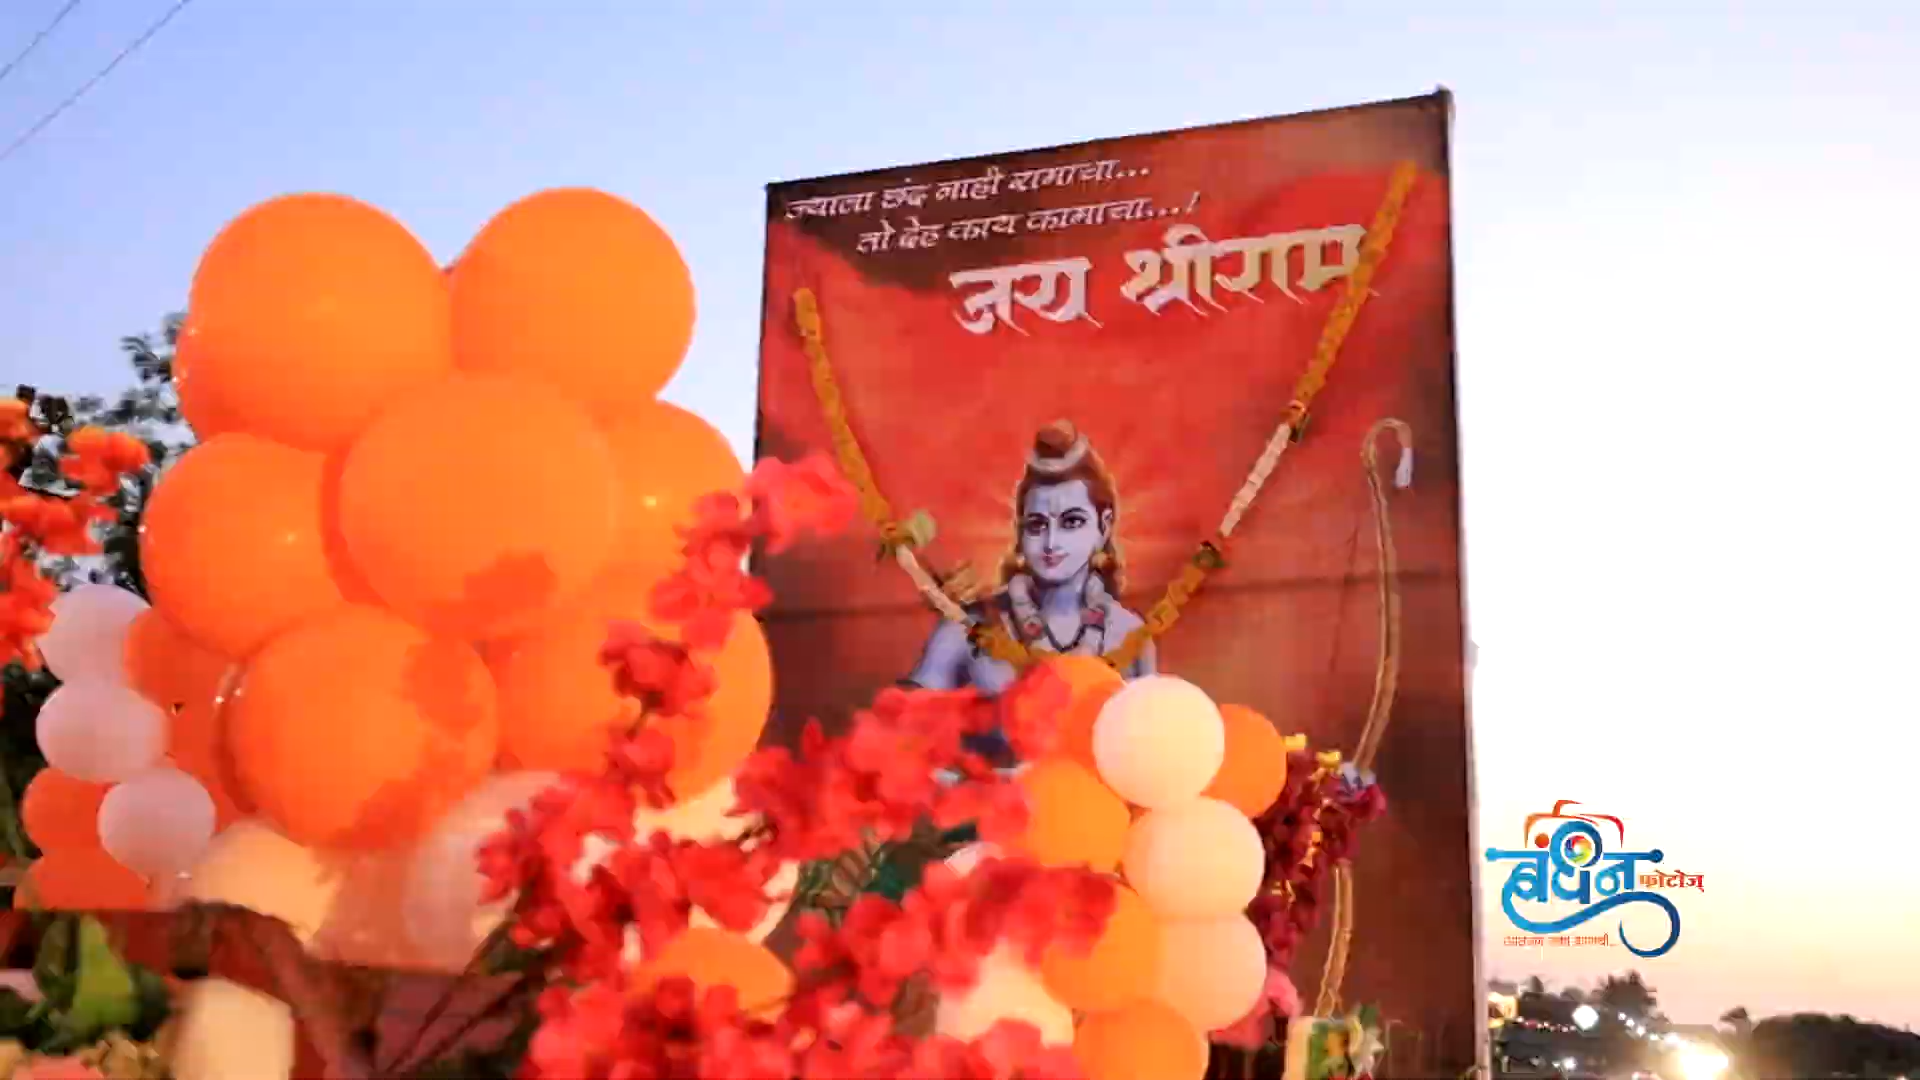 ज्याला छंद नाही रामाचा...
तो देह काय कामाचा...!
जय श्रीराम
बंधन फोटोज्